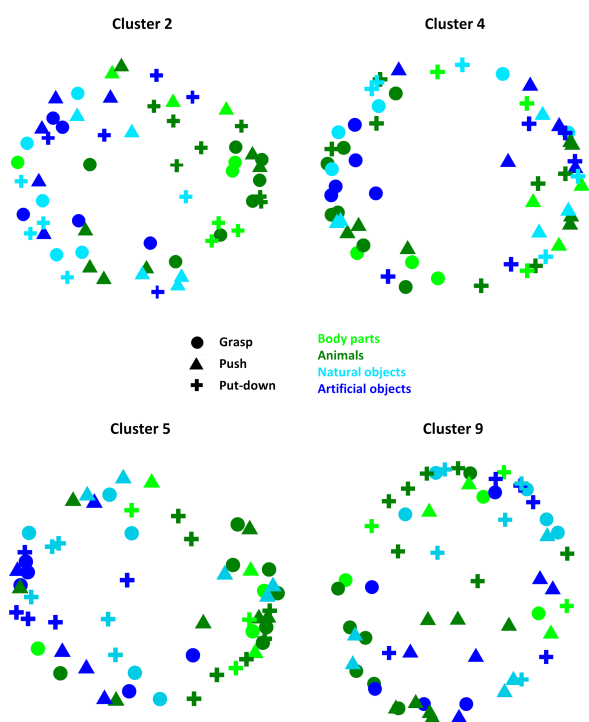 Cluster 2
Cluster 4
Grasp
Push
Put-down
Body parts
Animals
Natural objects
Artificial objects
Cluster 5
Cluster 9